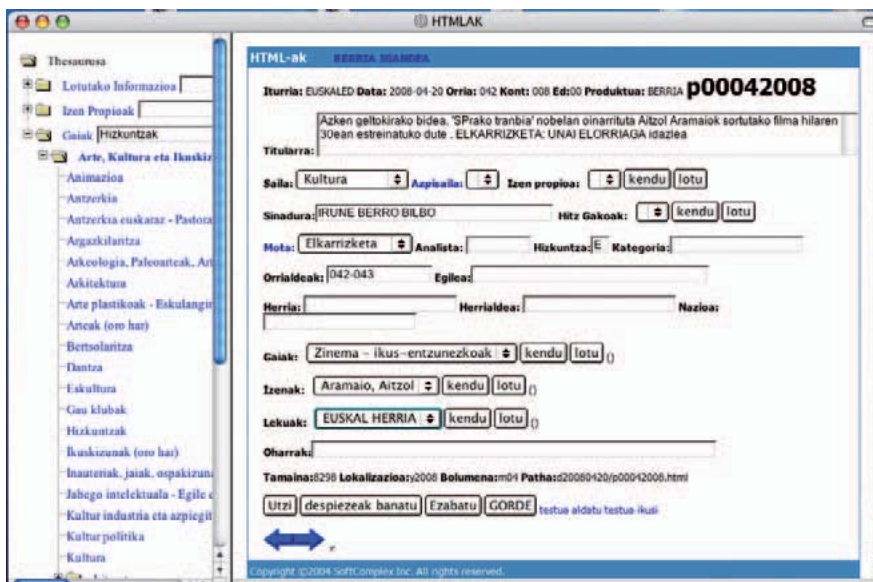 HTMLAK
Thesaurusa
Lotutako Informazioa
Izen Propioak
Gaiak Hizkuntzak
Arte, Kultura eta Ikuskiz
Animazioa
Antzerkia
Antzerkia euskaraz - Pastora
Argazkilaritza
Arkeologia, Paleoarteak, Art
Arkitektura
Arte plastikoak - Eskulangin
Arteak (oro har)
Bertsolaritza
Dantza
Eskultura
Gau klubak
Hizkuntzak
Ikuskizunak (oro har)
Inauteriak, jaiak, ospakizuna
Jabego intelektuala - Egile e
Kultur industria eta azpiegit
Kultur politika
Kultura
HTML-ak BERRIA IGANDEA
Iturria: EUSKALED Data: 2008-04-20 Orria: 042 Kont: 008 Ed:00 Produktua: BERRIA p00042008
Titularra: Azken geltokirako bidea. 'SPrako tranbia' nobelan oinarrituta Aitzol Aramaiok sortutako filma hilaren
30ean estreinatuko dute . ELKARRIZKETA: UNAI ELORRIAGA idazlea
Saila: Kultura Azpisaila: Izen propioa: kendu lotu
Sinadura: IRUNE BERRO BILBO Hitz Gakoak: kendu lotu
Mota: Elkarrizketa Analista: Hizkuntza: E Kategoria:
Orrialdeak: 042-043 Egilea:
Herria: Herrialdea: Nazioa:
Gaiak: Zinema - ikus-entzunezkoak kendu lotu ()
Izenak: Aramaio, Aitzol kendu lotu ()
Lekuak: EUSKAL HERRIA kendu lotu ()
Oharrak:
Tamaina:8298 Lokalizazioa:y2008 Bolumena:m04 Patha:d20080420/p00042008.html
Utzi despiezeak banatu Ezabatu GORDE testua aldatu testua ikusi
Copyright ©2004 SoftComplex Inc. All rights reserved.